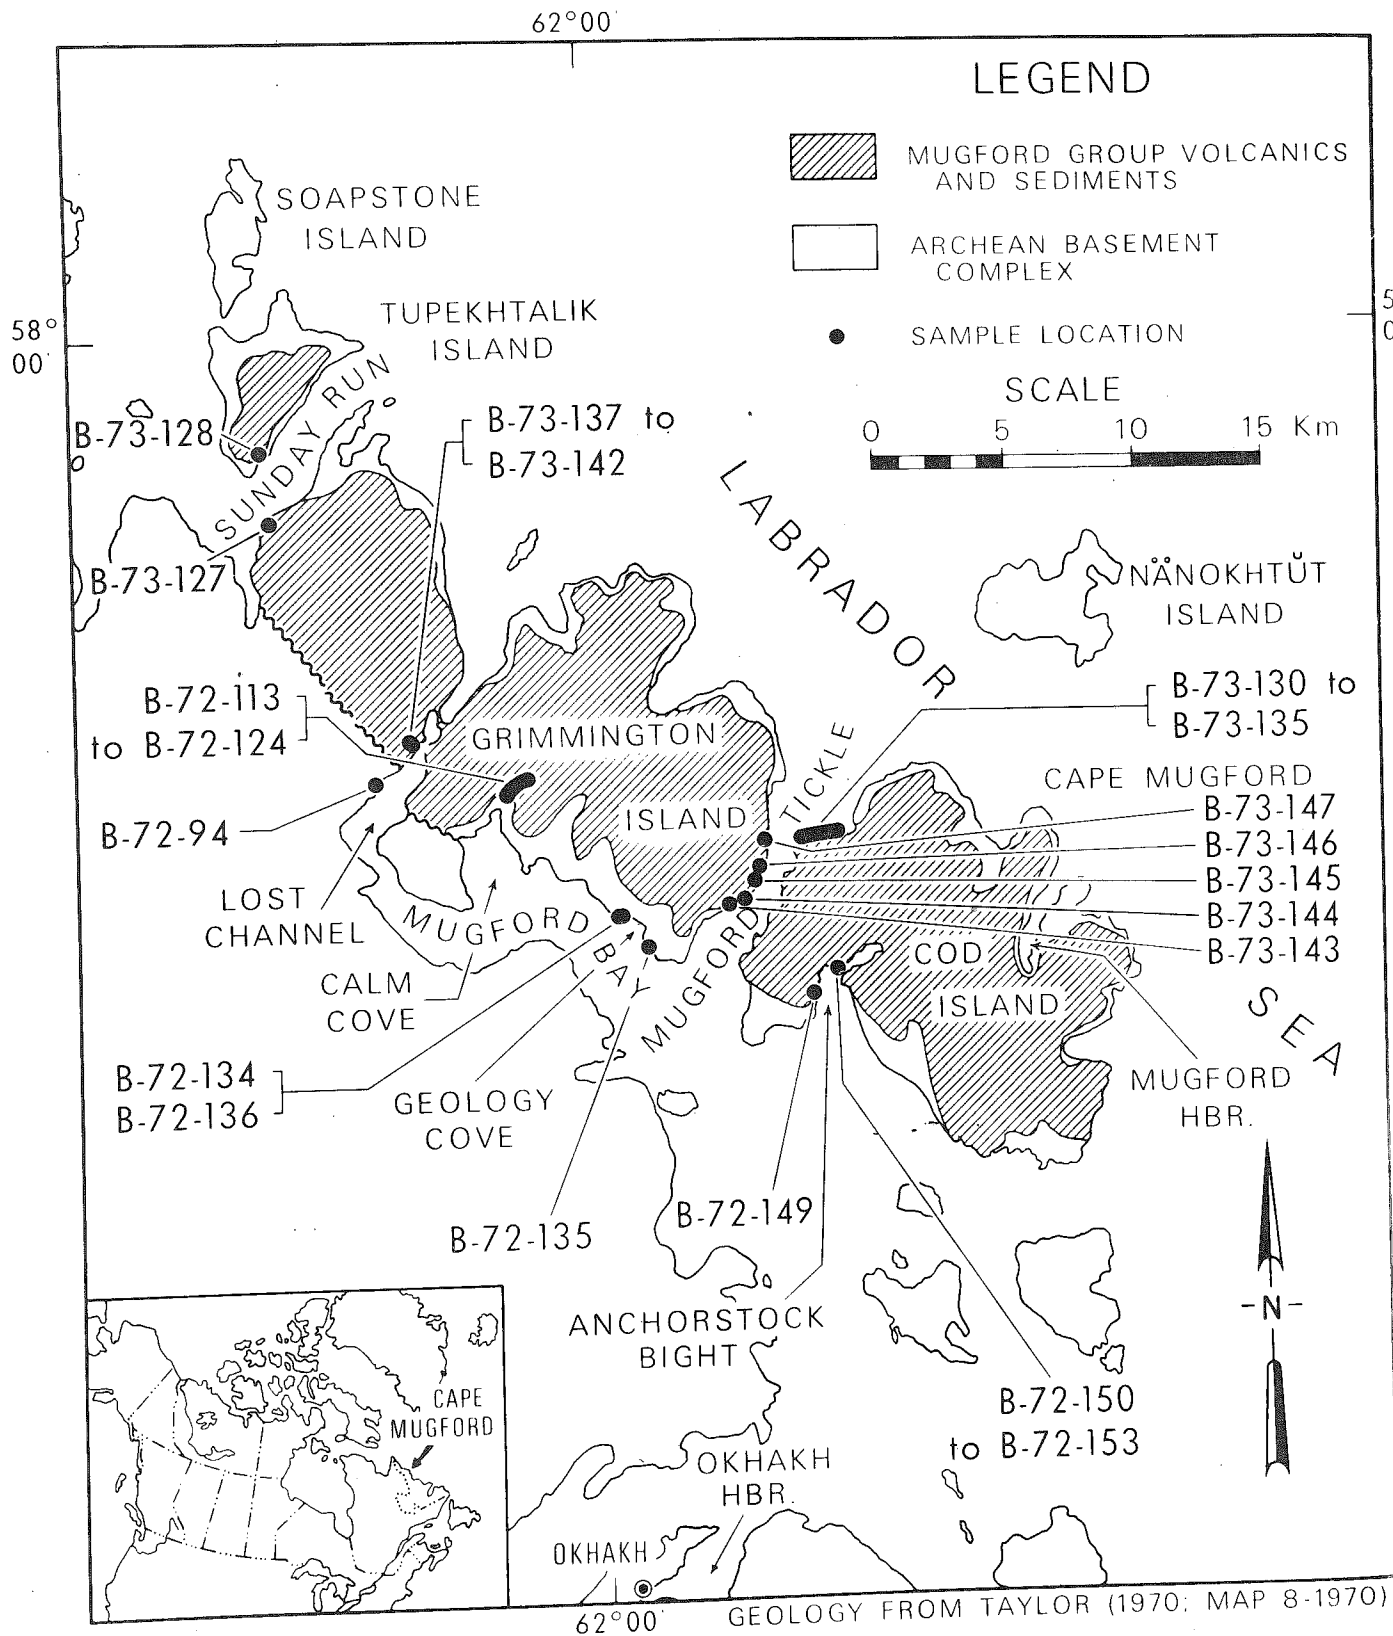 62°00'
LEGEND
MUGFORD GROUP VOLCANICS
AND SEDIMENTS
ARCHEAN BASEMENT
COMPLEX
SAMPLE LOCATION
SCALE
0 5 10 15 Km
58°
00'
5
0
SOAPSTONE
ISLAND
TUPEKHTALIK
ISLAND
SUNDAY RUN
B-73-128
B-73-137 to
B-73-142
B-73-127
LABRADOR
SEA
NÄNOKHTŬT
ISLAND
B-72-113
to B-72-124
GRIMMINGTON
ISLAND
B-73-130 to
B-73-135
MUGFORD TICKLE
CAPE MUGFORD
B-73-147
B-73-146
B-73-145
B-73-144
B-73-143
B-72-94
LOST
CHANNEL
MUGFORD BAY
CALM
COVE
COD
ISLAND
B-72-134
B-72-136
GEOLOGY
COVE
MUGFORD
HBR.
B-72-135
B-72-149
ANCHORSTOCK
BIGHT
-N-
B-72-150
to B-72-153
CAPE
MUGFORD
OKHAKH
HBR.
OKHAKH
62°00'
GEOLOGY FROM TAYLOR (1970; MAP 8-1970)